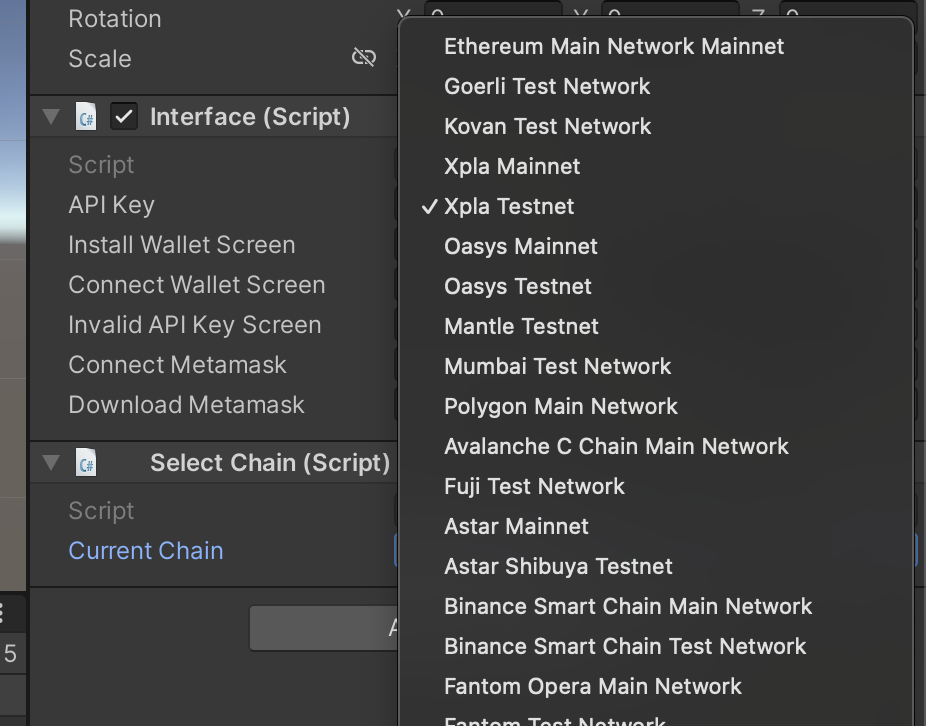 Rotation
Scale
Interface (Script)
Script
API Key
Install Wallet Screen
Connect Wallet Screen
Invalid API Key Screen
Connect Metamask
Download Metamask
Select Chain (Script)
Script
Current Chain
5
Ethereum Main Network Mainnet
Goerli Test Network
Kovan Test Network
Xpla Mainnet
Xpla Testnet
Oasys Mainnet
Oasys Testnet
Mantle Testnet
Mumbai Test Network
Polygon Main Network
Avalanche C Chain Main Network
Fuji Test Network
Astar Mainnet
Astar Shibuya Testnet
Binance Smart Chain Main Network
Binance Smart Chain Test Network
Fantom Opera Main Network
Fantom Test Network